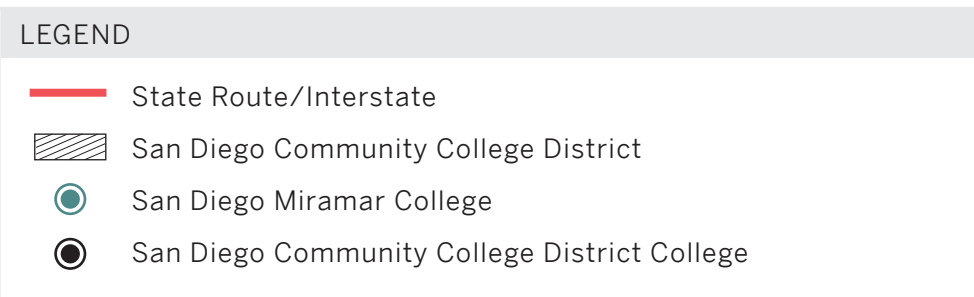 LEGEND
State Route/Interstate
San Diego Community College District
San Diego Miramar College
San Diego Community College District College